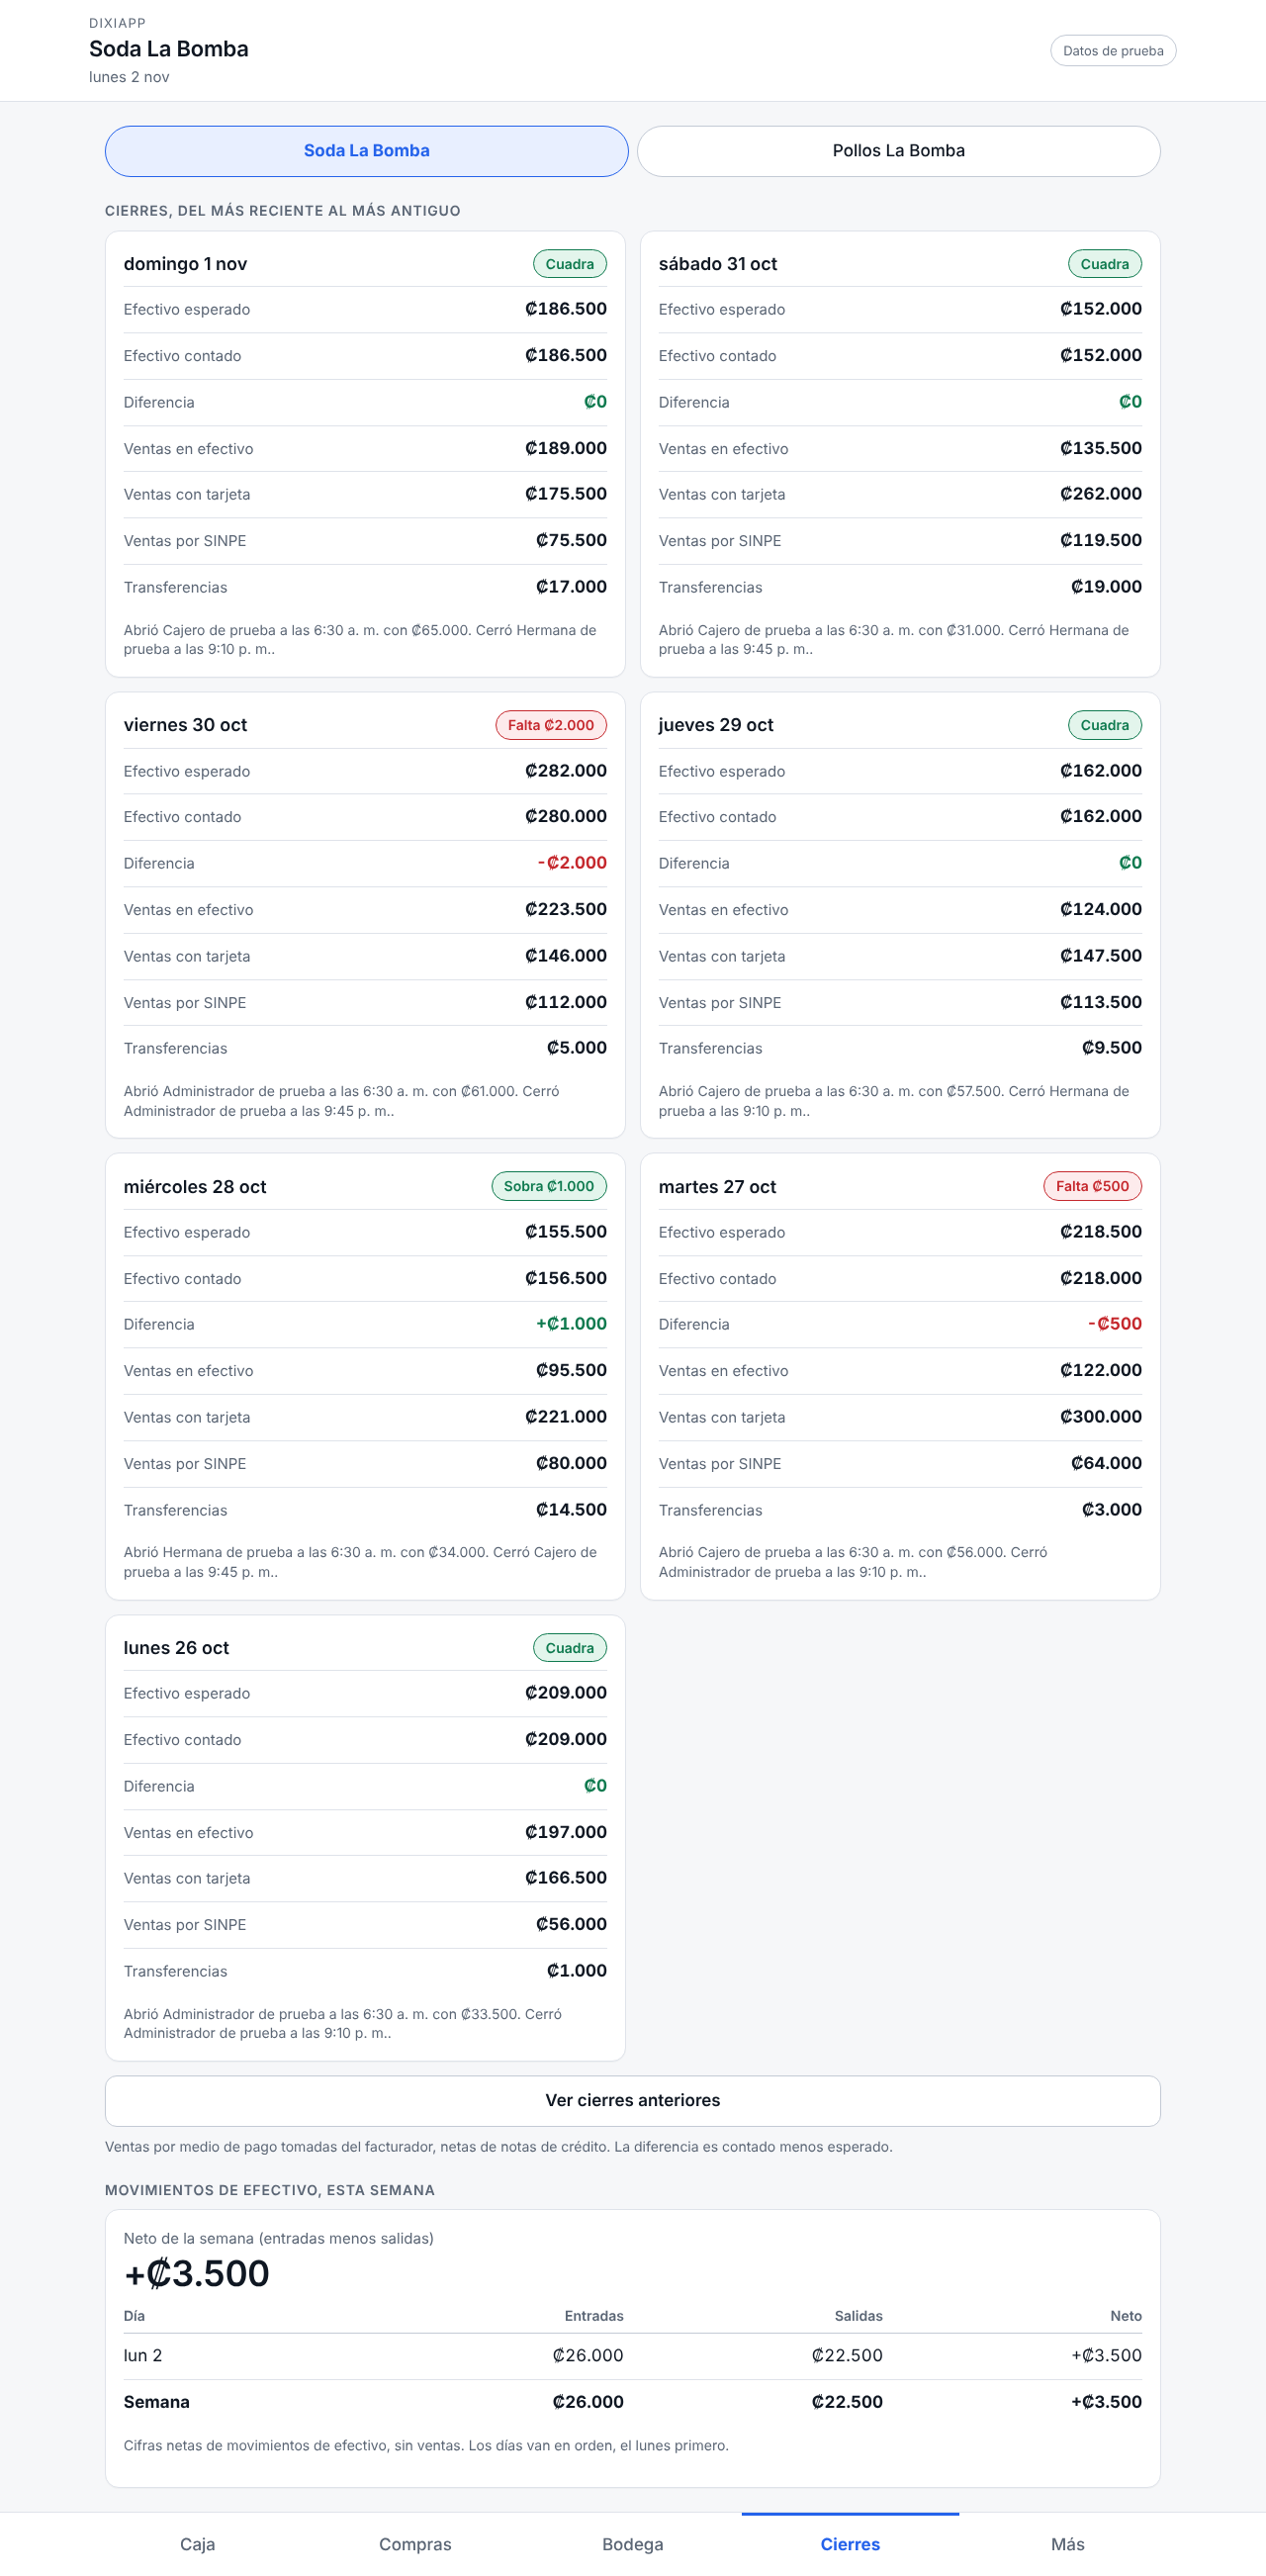 DIXIAPP
Soda La Bomba
lunes 2 nov
Datos de prueba
Soda La Bomba
Pollos La Bomba
CIERRES, DEL MÁS RECIENTE AL MÁS ANTIGUO
domingo 1 nov
Cuadra
Efectivo esperado ₡186.500
Efectivo contado ₡186.500
Diferencia ₡0
Ventas en efectivo ₡189.000
Ventas con tarjeta ₡175.500
Ventas por SINPE ₡75.500
Transferencias ₡17.000
Abrió Cajero de prueba a las 6:30 a. m. con ₡65.000. Cerró Hermana de
prueba a las 9:10 p. m..
sábado 31 oct
Cuadra
Efectivo esperado ₡152.000
Efectivo contado ₡152.000
Diferencia ₡0
Ventas en efectivo ₡135.500
Ventas con tarjeta ₡262.000
Ventas por SINPE ₡119.500
Transferencias ₡19.000
Abrió Cajero de prueba a las 6:30 a. m. con ₡31.000. Cerró Hermana de
prueba a las 9:45 p. m..
viernes 30 oct
Falta ₡2.000
Efectivo esperado ₡282.000
Efectivo contado ₡280.000
Diferencia -₡2.000
Ventas en efectivo ₡223.500
Ventas con tarjeta ₡146.000
Ventas por SINPE ₡112.000
Transferencias ₡5.000
Abrió Administrador de prueba a las 6:30 a. m. con ₡61.000. Cerró
Administrador de prueba a las 9:45 p. m..
jueves 29 oct
Cuadra
Efectivo esperado ₡162.000
Efectivo contado ₡162.000
Diferencia ₡0
Ventas en efectivo ₡124.000
Ventas con tarjeta ₡147.500
Ventas por SINPE ₡113.500
Transferencias ₡9.500
Abrió Cajero de prueba a las 6:30 a. m. con ₡57.500. Cerró Hermana de
prueba a las 9:10 p. m..
miércoles 28 oct
Sobra ₡1.000
Efectivo esperado ₡155.500
Efectivo contado ₡156.500
Diferencia +₡1.000
Ventas en efectivo ₡95.500
Ventas con tarjeta ₡221.000
Ventas por SINPE ₡80.000
Transferencias ₡14.500
Abrió Hermana de prueba a las 6:30 a. m. con ₡34.000. Cerró Cajero de
prueba a las 9:45 p. m..
martes 27 oct
Falta ₡500
Efectivo esperado ₡218.500
Efectivo contado ₡218.000
Diferencia -₡500
Ventas en efectivo ₡122.000
Ventas con tarjeta ₡300.000
Ventas por SINPE ₡64.000
Transferencias ₡3.000
Abrió Cajero de prueba a las 6:30 a. m. con ₡56.000. Cerró
Administrador de prueba a las 9:10 p. m..
lunes 26 oct
Cuadra
Efectivo esperado ₡209.000
Efectivo contado ₡209.000
Diferencia ₡0
Ventas en efectivo ₡197.000
Ventas con tarjeta ₡166.500
Ventas por SINPE ₡56.000
Transferencias ₡1.000
Abrió Administrador de prueba a las 6:30 a. m. con ₡33.500. Cerró
Administrador de prueba a las 9:10 p. m..
Ver cierres anteriores
Ventas por medio de pago tomadas del facturador, netas de notas de crédito. La diferencia es contado menos esperado.
MOVIMIENTOS DE EFECTIVO, ESTA SEMANA
Neto de la semana (entradas menos salidas)
+₡3.500
Día Entradas Salidas Neto
lun 2 ₡26.000 ₡22.500 +₡3.500
Semana ₡26.000 ₡22.500 +₡3.500
Cifras netas de movimientos de efectivo, sin ventas. Los días van en orden, el lunes primero.
Caja Compras Bodega Cierres Más